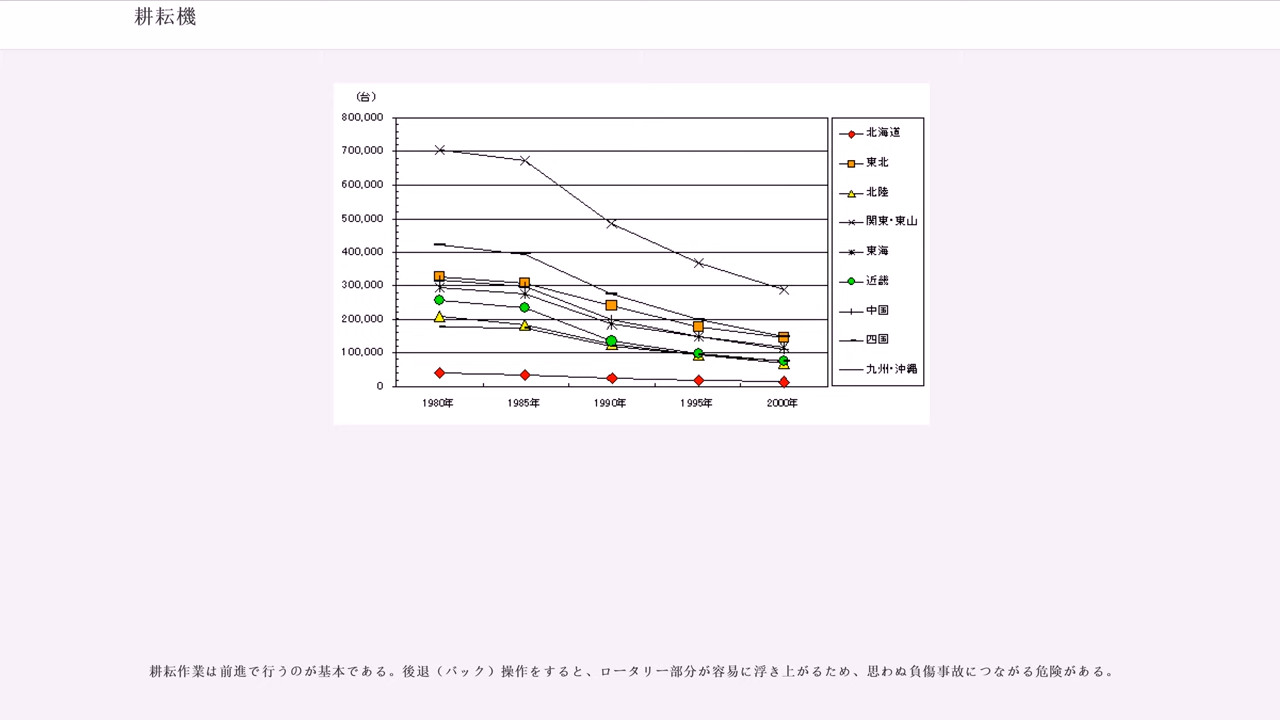 耕耘機
（台）
800,000
700,000
600,000
500,000
400,000
300,000
200,000
100,000
0
1980年 1985年 1990年 1995年 2000年
北海道
東北
北陸
関東・東山
東海
近畿
中国
四国
九州・沖縄
耕耘作業は前進で行うのが基本である。後退（バック）操作をすると、ロータリー部分が容易に浮き上がるため、思わぬ負傷事故につながる危険がある。